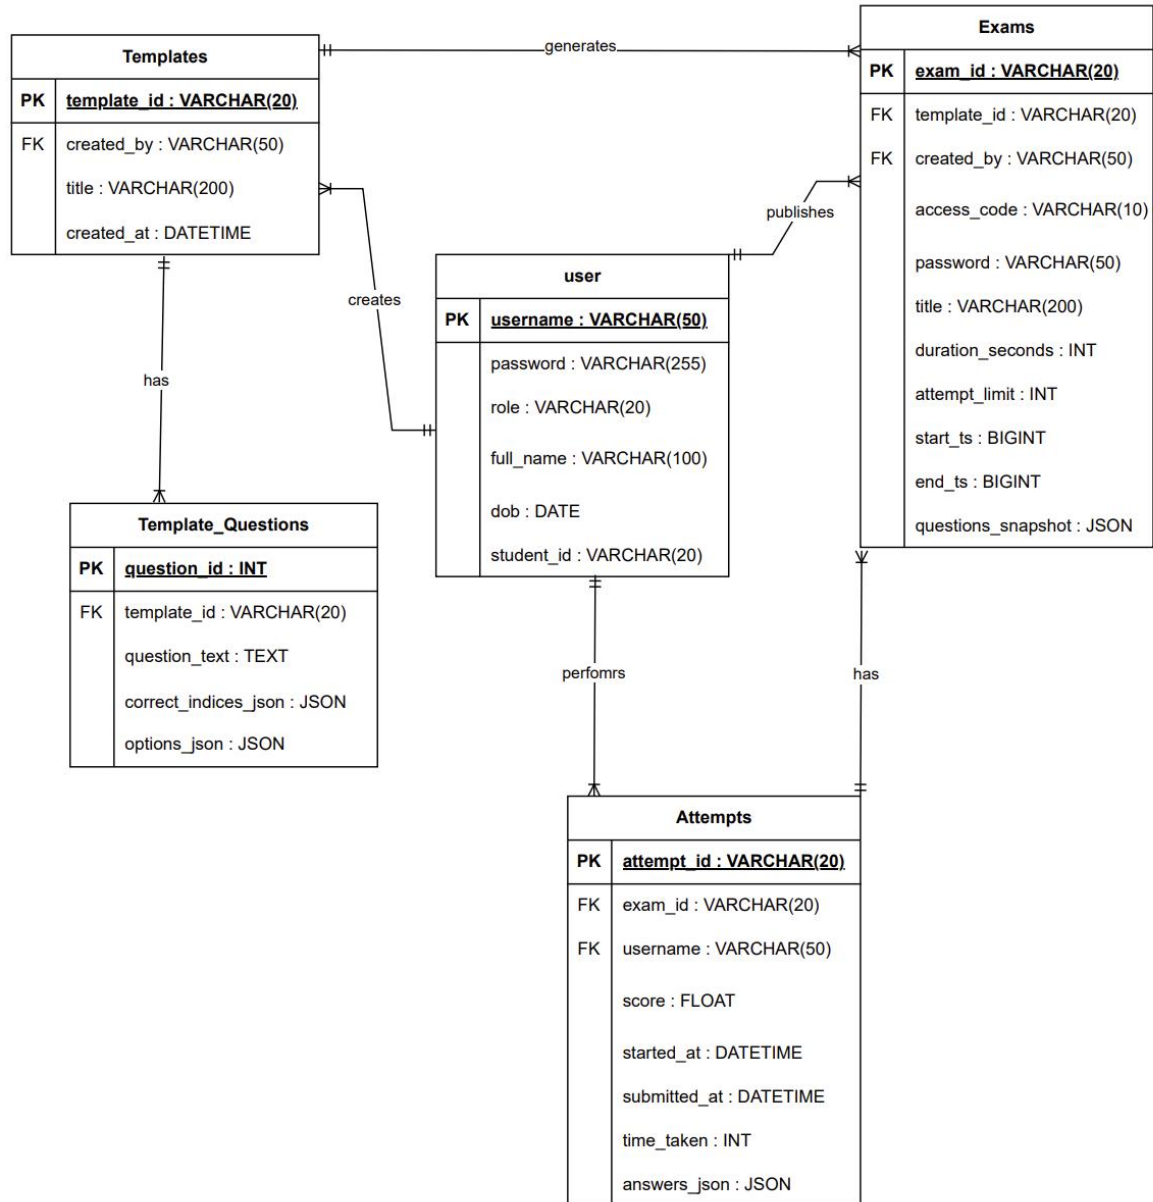 Templates
PK template_id : VARCHAR(20)
FK created_by : VARCHAR(50)
title : VARCHAR(200)
created_at : DATETIME
generates
Exams
PK exam_id : VARCHAR(20)
FK template_id : VARCHAR(20)
FK created_by : VARCHAR(50)
access_code : VARCHAR(10)
password : VARCHAR(50)
title : VARCHAR(200)
duration_seconds : INT
attempt_limit : INT
start_ts : BIGINT
end_ts : BIGINT
questions_snapshot : JSON
publishes
creates
user
PK username : VARCHAR(50)
password : VARCHAR(255)
role : VARCHAR(20)
full_name : VARCHAR(100)
dob : DATE
student_id : VARCHAR(20)
has
Template_Questions
PK question_id : INT
FK template_id : VARCHAR(20)
question_text : TEXT
correct_indices_json : JSON
options_json : JSON
perfomrs
has
Attempts
PK attempt_id : VARCHAR(20)
FK exam_id : VARCHAR(20)
FK username : VARCHAR(50)
score : FLOAT
started_at : DATETIME
submitted_at : DATETIME
time_taken : INT
answers_json : JSON